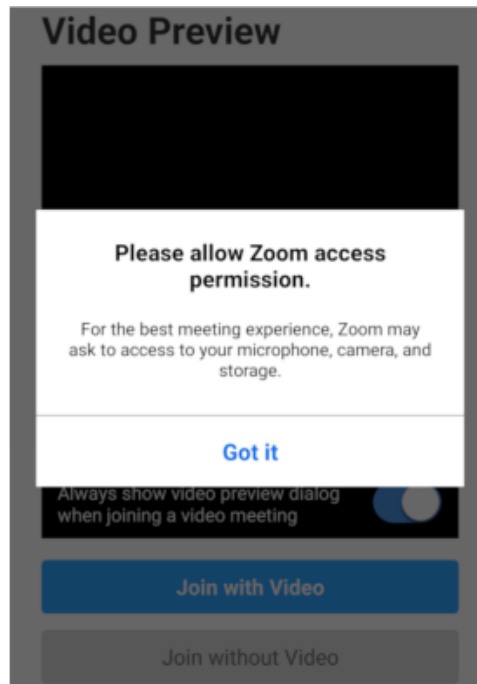 Video Preview
Please allow Zoom access
permission.
For the best meeting experience, Zoom may
ask to access to your microphone, camera, and
storage.
Got it
Always show video preview dialog
when joining a video meeting
Join with Video
Join without Video